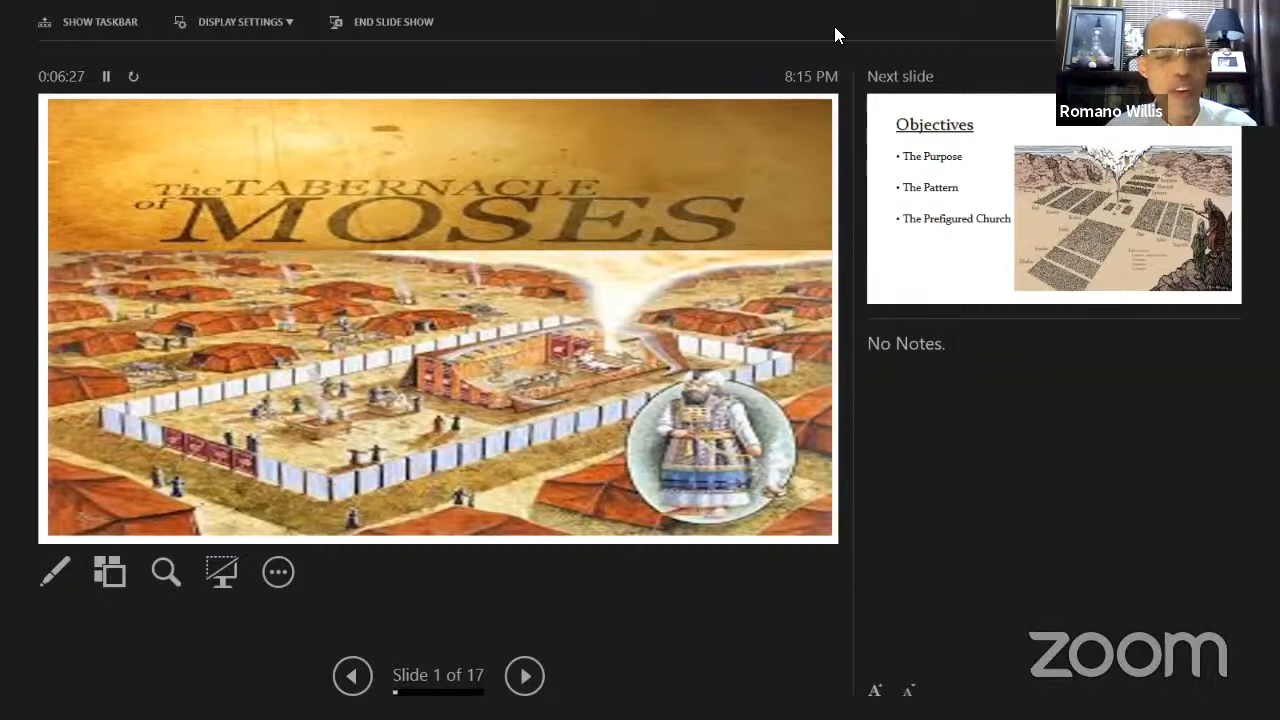 SHOW TASKBAR
DISPLAY SETTINGS ▼
END SLIDE SHOW
0:06:27
8:15 PM
Next slide
Romano Willis
The TABERNACLE
of MOSES
Objectives
• The Purpose
• The Pattern
• The Prefigured Church
No Notes.
Slide 1 of 17
A A
zoom